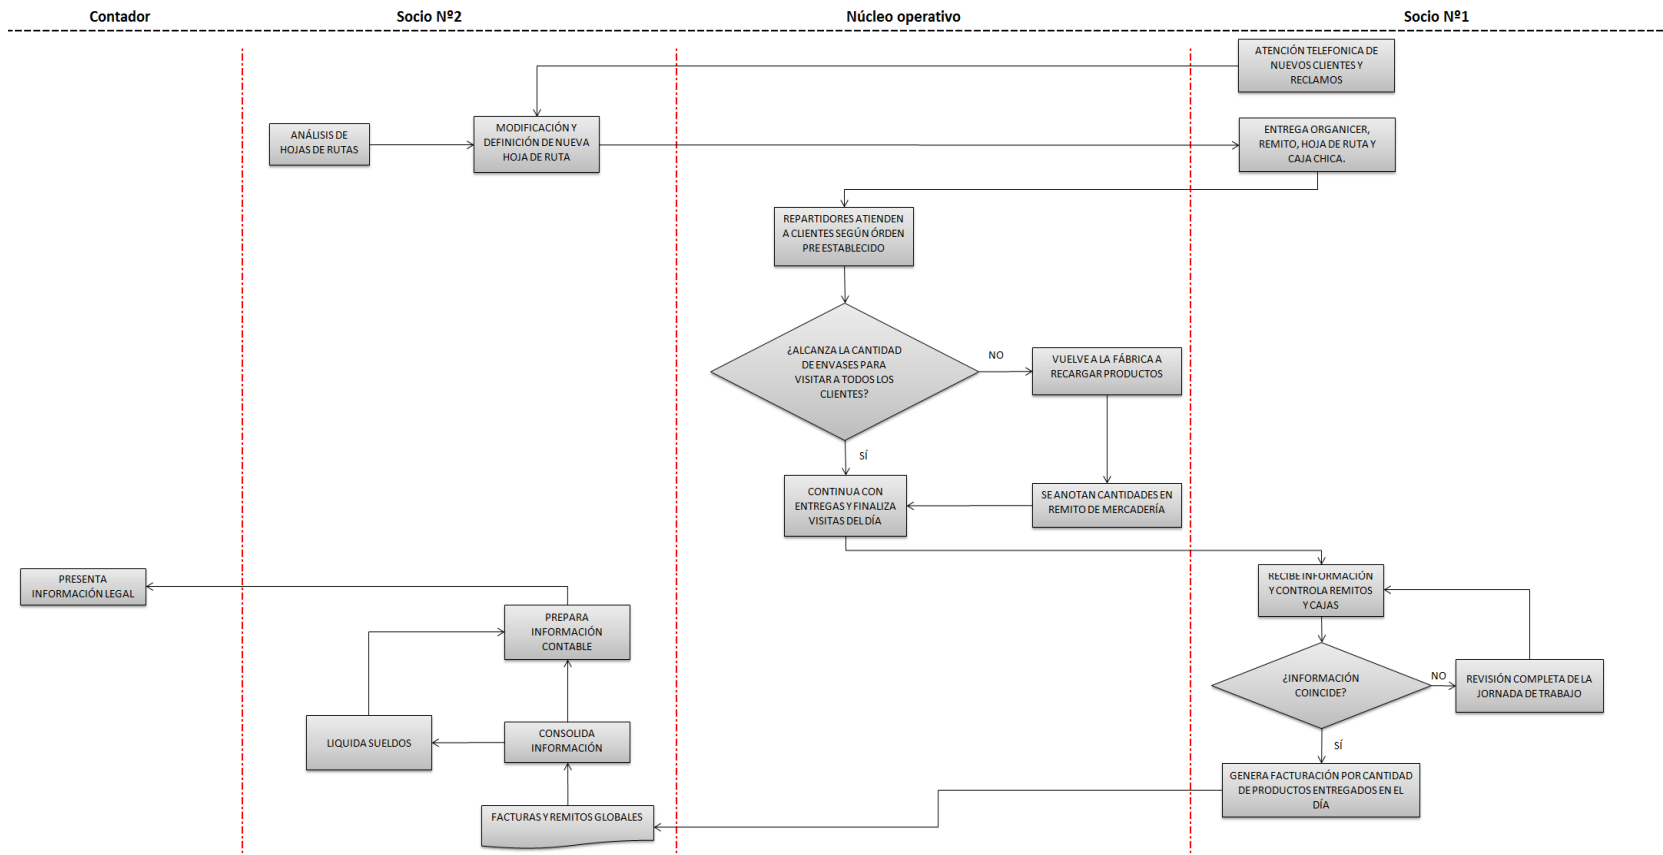 Contador
Socio Nº2
Núcleo operativo
Socio Nº1
ATENCIÓN TELEFONICA DE
NUEVOS CLIENTES Y
RECLAMOS
ANÁLISIS DE
HOJAS DE RUTAS
MODIFICACIÓN Y
DEFINICIÓN DE NUEVA
HOJA DE RUTA
ENTREGA ORGANICER,
REMITO, HOJA DE RUTA Y
CAJA CHICA.
REPARTIDORES ATIENDEN
A CLIENTES SEGÚN ÓRDEN
PRE ESTABLECIDO
¿ALCANZA LA CANTIDAD
DE ENVASES PARA
VISITAR A TODOS LOS
CLIENTES?
NO
VUELVE A LA FÁBRICA A
RECARGAR PRODUCTOS
SÍ
CONTINUA CON
ENTREGAS Y FINALIZA
VISITAS DEL DÍA
SE ANOTAN CANTIDADES EN
REMITO DE MERCADERÍA
PRESENTA
INFORMACIÓN LEGAL
RECIBE INFORMACIÓN
Y CONTROLA REMITOS
Y CAJAS
PREPARA
INFORMACIÓN
CONTABLE
¿INFORMACIÓN
COINCIDE?
NO
REVISIÓN COMPLETA DE LA
JORNADA DE TRABAJO
LIQUIDA SUELDOS
CONSOLIDA
INFORMACIÓN
SÍ
GENERA FACTURACIÓN POR CANTIDAD
DE PRODUCTOS ENTREGADOS EN EL
DÍA
FACTURAS Y REMITOS GLOBALES